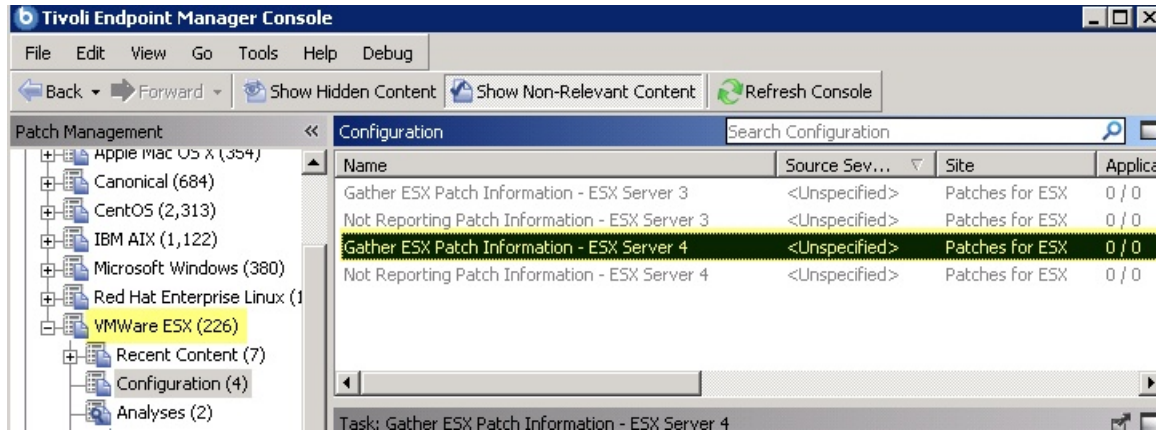 Tivoli Endpoint Manager Console
File Edit View Go Tools Help Debug
Back Forward Show Hidden Content Show Non-Relevant Content Refresh Console
Patch Management « Configuration Search Configuration
Apple Mac OS X (354)
Canonical (684)
CentOS (2,313)
IBM AIX (1,122)
Microsoft Windows (380)
Red Hat Enterprise Linux (1
VMWare ESX (226)
Recent Content (7)
Configuration (4)
Analyses (2)
Name Source Sev... Site Applica
Gather ESX Patch Information - ESX Server 3 <Unspecified> Patches for ESX 0 / 0
Not Reporting Patch Information - ESX Server 3 <Unspecified> Patches for ESX 0 / 0
Gather ESX Patch Information - ESX Server 4 <Unspecified> Patches for ESX 0 / 0
Not Reporting Patch Information - ESX Server 4 <Unspecified> Patches for ESX 0 / 0
Task: Gather ESX Patch Information - ESX Server 4